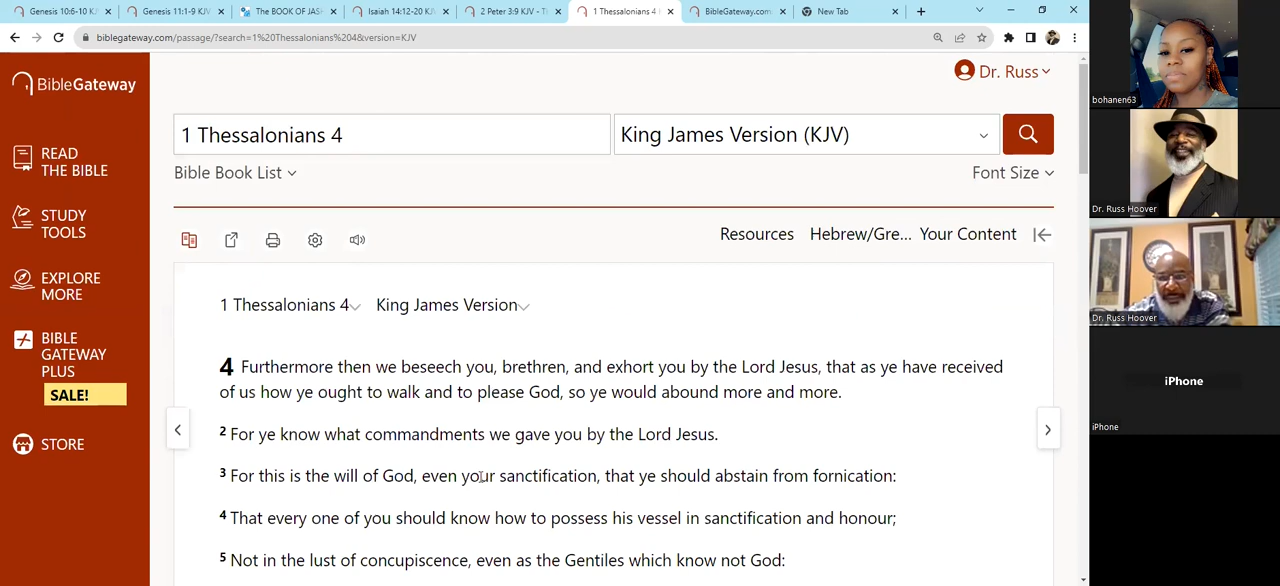 Genesis 10:6-10 K
Genesis 11:1-9 KJV
The BOOK OF JAS
Isaiah 14:12-20 KJ
2 Peter 3:9 KJV - T
1 Thessalonians 4
BibleGateway.com
New Tab
biblegateway.com/passage/?search=1%20Thessalonians%204&version=KJV
BibleGateway
Dr. Russ
1 Thessalonians 4
King James Version (KJV)
Bible Book List
Font Size
READ
THE BIBLE
STUDY
TOOLS
EXPLORE
MORE
BIBLE
GATEWAY
PLUS
SALE!
STORE
Resources
Hebrew/Gre...
Your Content
1 Thessalonians 4
King James Version
4 Furthermore then we beseech you, brethren, and exhort you by the Lord Jesus, that as ye have received
of us how ye ought to walk and to please God, so ye would abound more and more.
2 For ye know what commandments we gave you by the Lord Jesus.
3 For this is the will of God, even your sanctification, that ye should abstain from fornication:
4 That every one of you should know how to possess his vessel in sanctification and honour;
5 Not in the lust of concupiscence, even as the Gentiles which know not God:
bohanen63
Dr. Russ Hoover
Dr. Russ Hoover
iPhone
iPhone